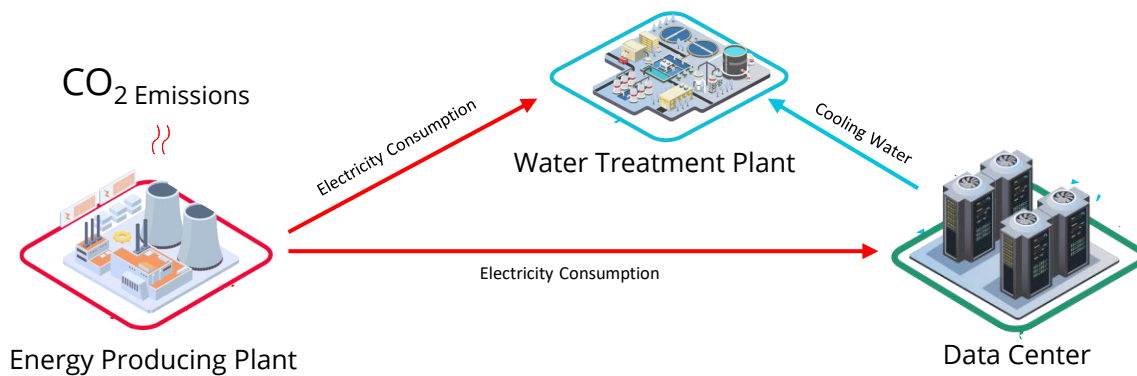 CO2 Emissions
Electricity Consumption
Cooling Water
Water Treatment Plant
Electricity Consumption
Energy Producing Plant
Data Center